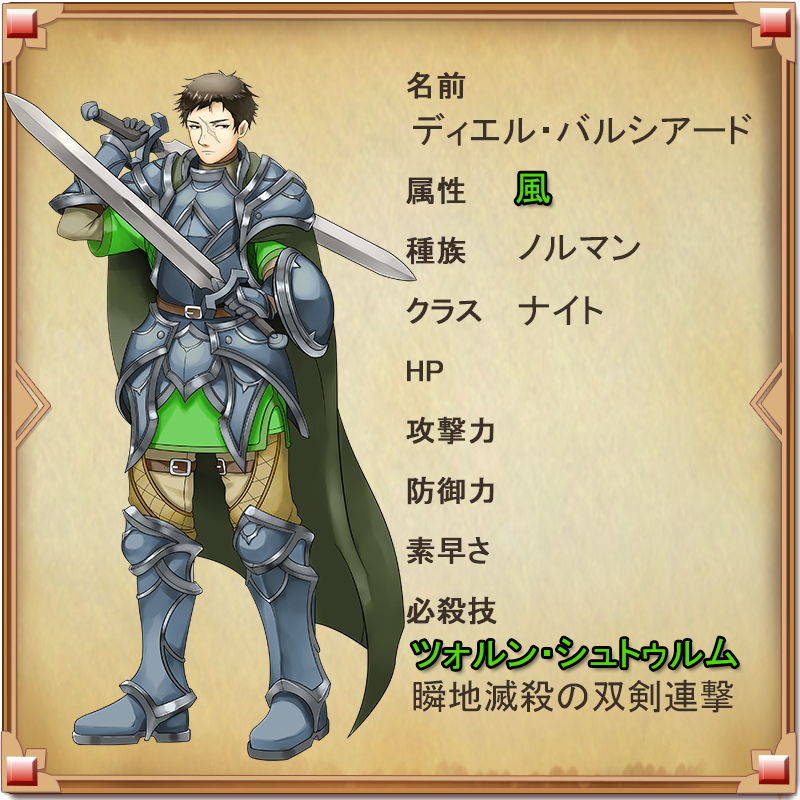 名前
ディエル・バルシアード
属性 風
種族 ノルマン
クラス ナイト
HP
攻撃力
防御力
素早さ
必殺技
ツォルン・シュトゥルム
瞬地滅殺の双剣連撃